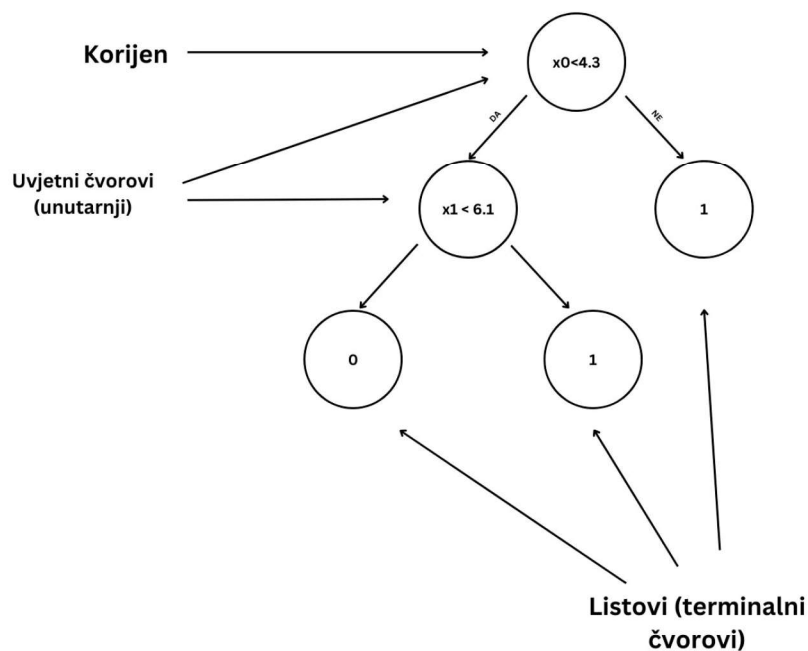 Korijen
x0<4.3
DA
NE
Uvjetni čvorovi
(unutarnji)
x1 < 6.1
1
0
1
Listovi (terminalni
čvorovi)